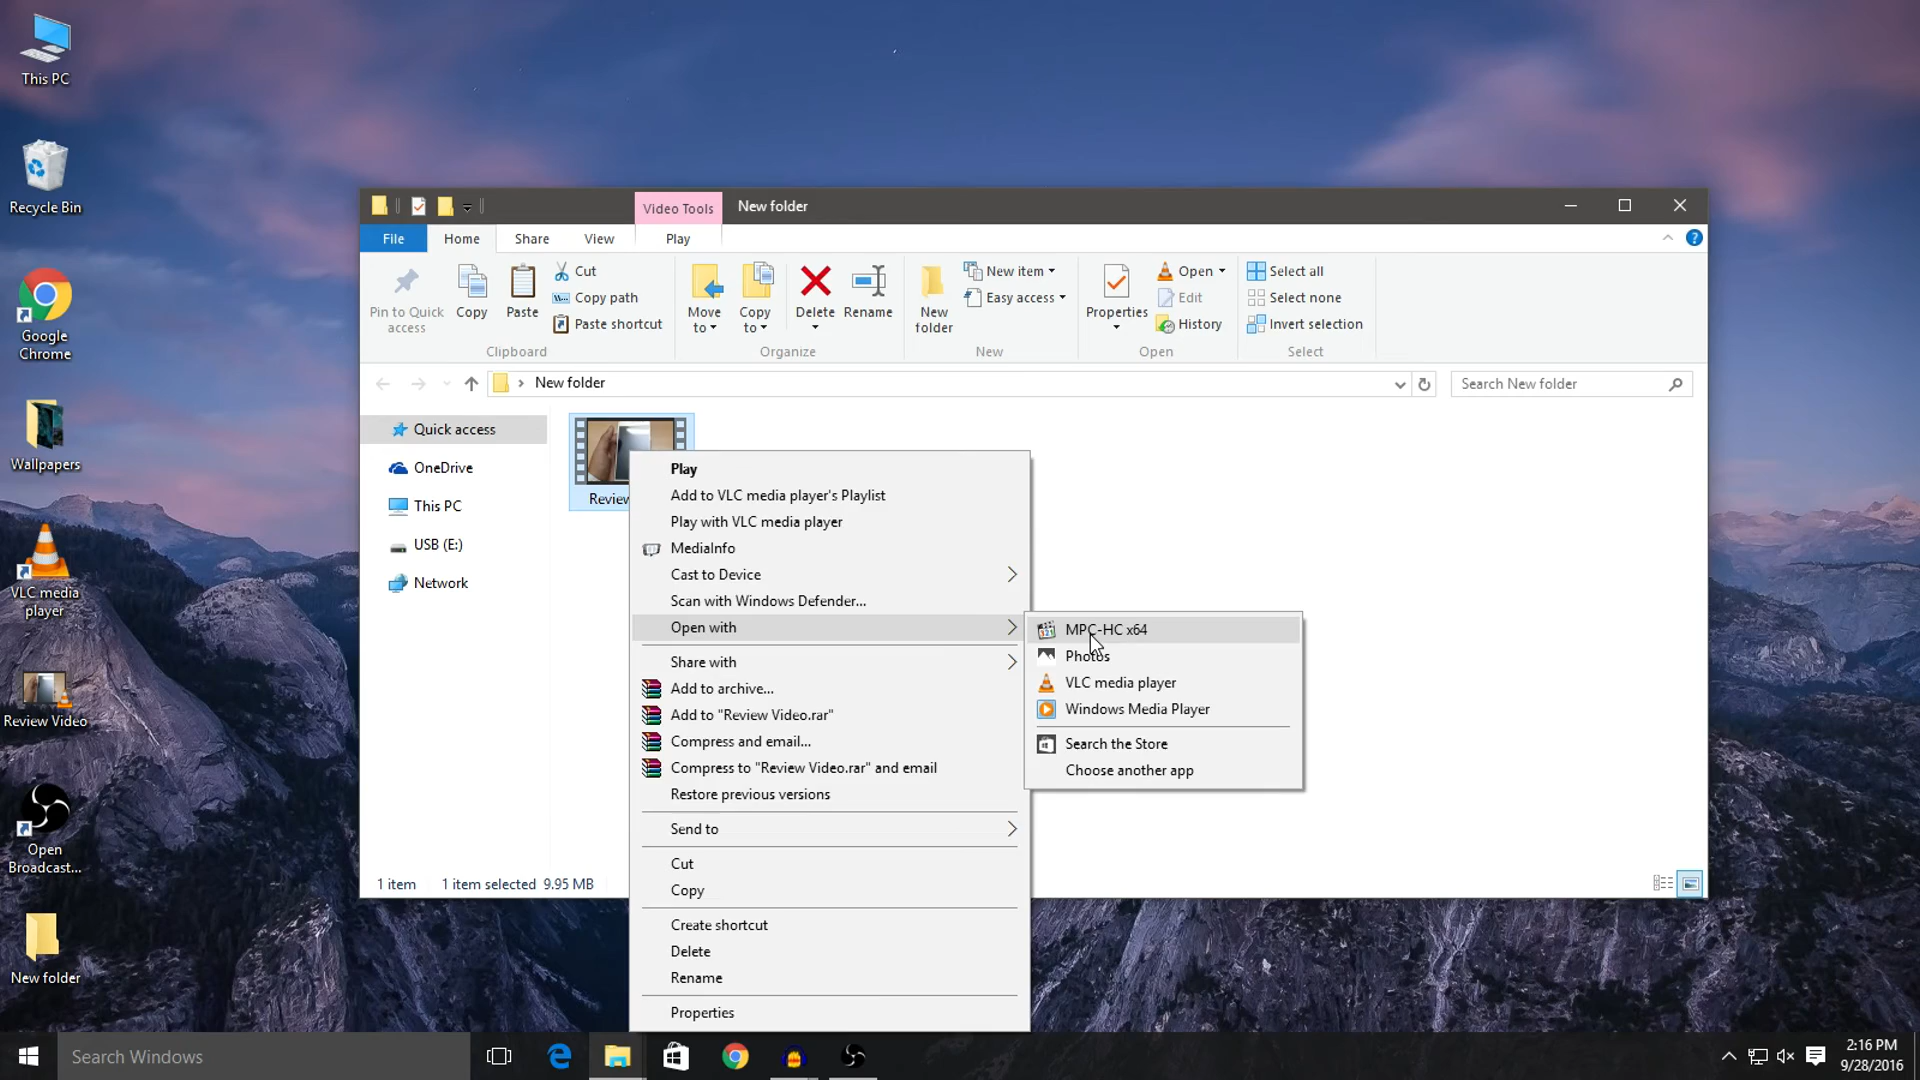 This PC
Recycle Bin
Google
Chrome
Wallpapers
VLC media
player
Review Video
Open
Broadcast...
New folder
Video Tools
New folder
File
Home
Share
View
Play
Pin to Quick
access
Copy
Paste
Cut
Copy path
Paste shortcut
Clipboard
Move
to
Copy
to
Delete
Rename
Organize
New
folder
New item
Easy access
New
Properties
Open
Edit
History
Open
Select all
Select none
Invert selection
Select
New folder
Search New folder
Quick access
OneDrive
This PC
USB (E:)
Network
Review
Play
Add to VLC media player's Playlist
Play with VLC media player
MediaInfo
Cast to Device
Scan with Windows Defender...
Open with
Share with
Add to archive...
Add to "Review Video.rar"
Compress and email...
Compress to "Review Video.rar" and email
Restore previous versions
Send to
Cut
Copy
Create shortcut
Delete
Rename
Properties
MPC-HC x64
Photos
VLC media player
Windows Media Player
Search the Store
Choose another app
1 item
1 item selected 9.95 MB
Search Windows
2:16 PM
9/28/2016